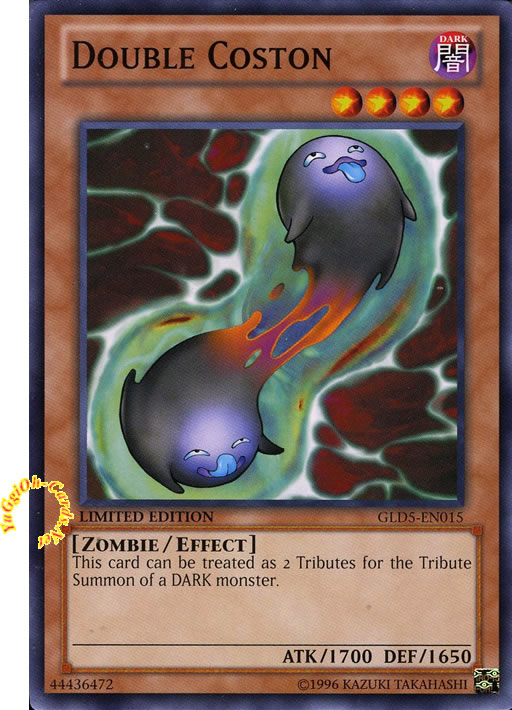 DOUBLE COSTON
DARK
闇
LIMITED EDITION
GLD5-EN015
[ZOMBIE / EFFECT]
This card can be treated as 2 Tributes for the Tribute
Summon of a DARK monster.
ATK/1700 DEF/1650
44436472
©1996 KAZUKI TAKAHASHI
YuGiOh-Cards.Net